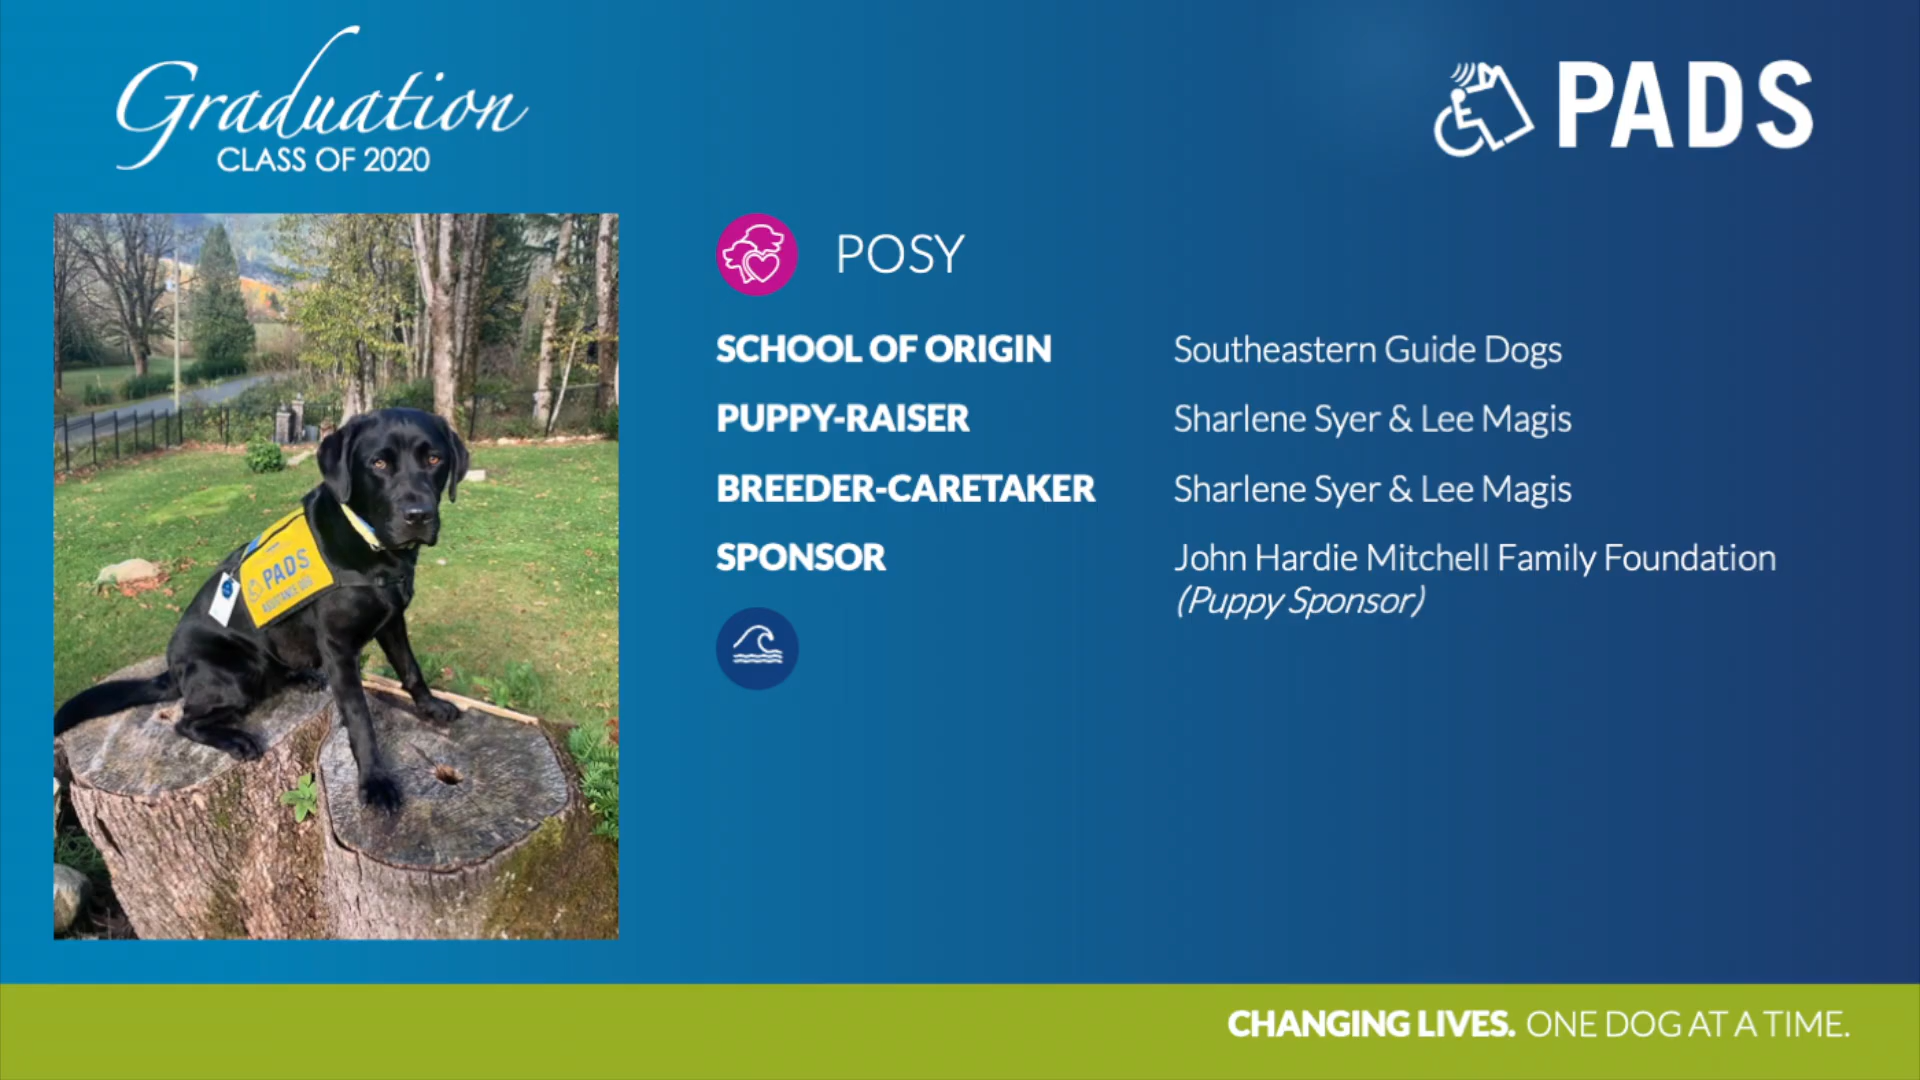 Graduation
CLASS OF 2020
PADS
POSY
SCHOOL OF ORIGIN Southeastern Guide Dogs
PUPPY-RAISER Sharlene Syer & Lee Magis
BREEDER-CARETAKER Sharlene Syer & Lee Magis
SPONSOR John Hardie Mitchell Family Foundation
(Puppy Sponsor)
PADS
ASSISTANCE DOG
CHANGING LIVES. ONE DOG AT A TIME.